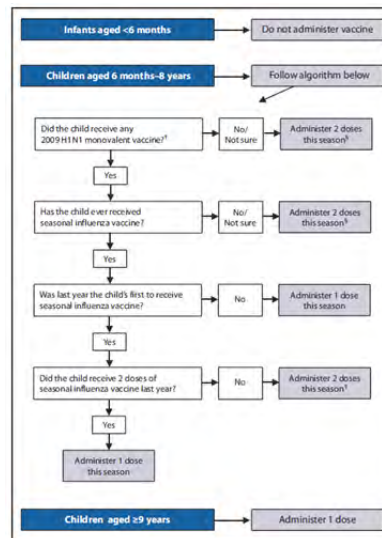 Infants aged <6 months
Do not administer vaccine
Children aged 6 months–8 years
Follow algorithm below
Did the child receive any
2009 H1N1 monovalent vaccine?†
No/
Not sure
Administer 2 doses
this season§
Yes
Has the child ever received
seasonal influenza vaccine?
No/
Not sure
Administer 2 doses
this season§
Yes
Was last year the child's first to receive
seasonal influenza vaccine?
No
Administer 1 dose
this season
Yes
Did the child receive 2 doses of
seasonal influenza vaccine last year?
No
Administer 2 doses
this season
Yes
Administer 1 dose
this season
Children aged ≥9 years
Administer 1 dose